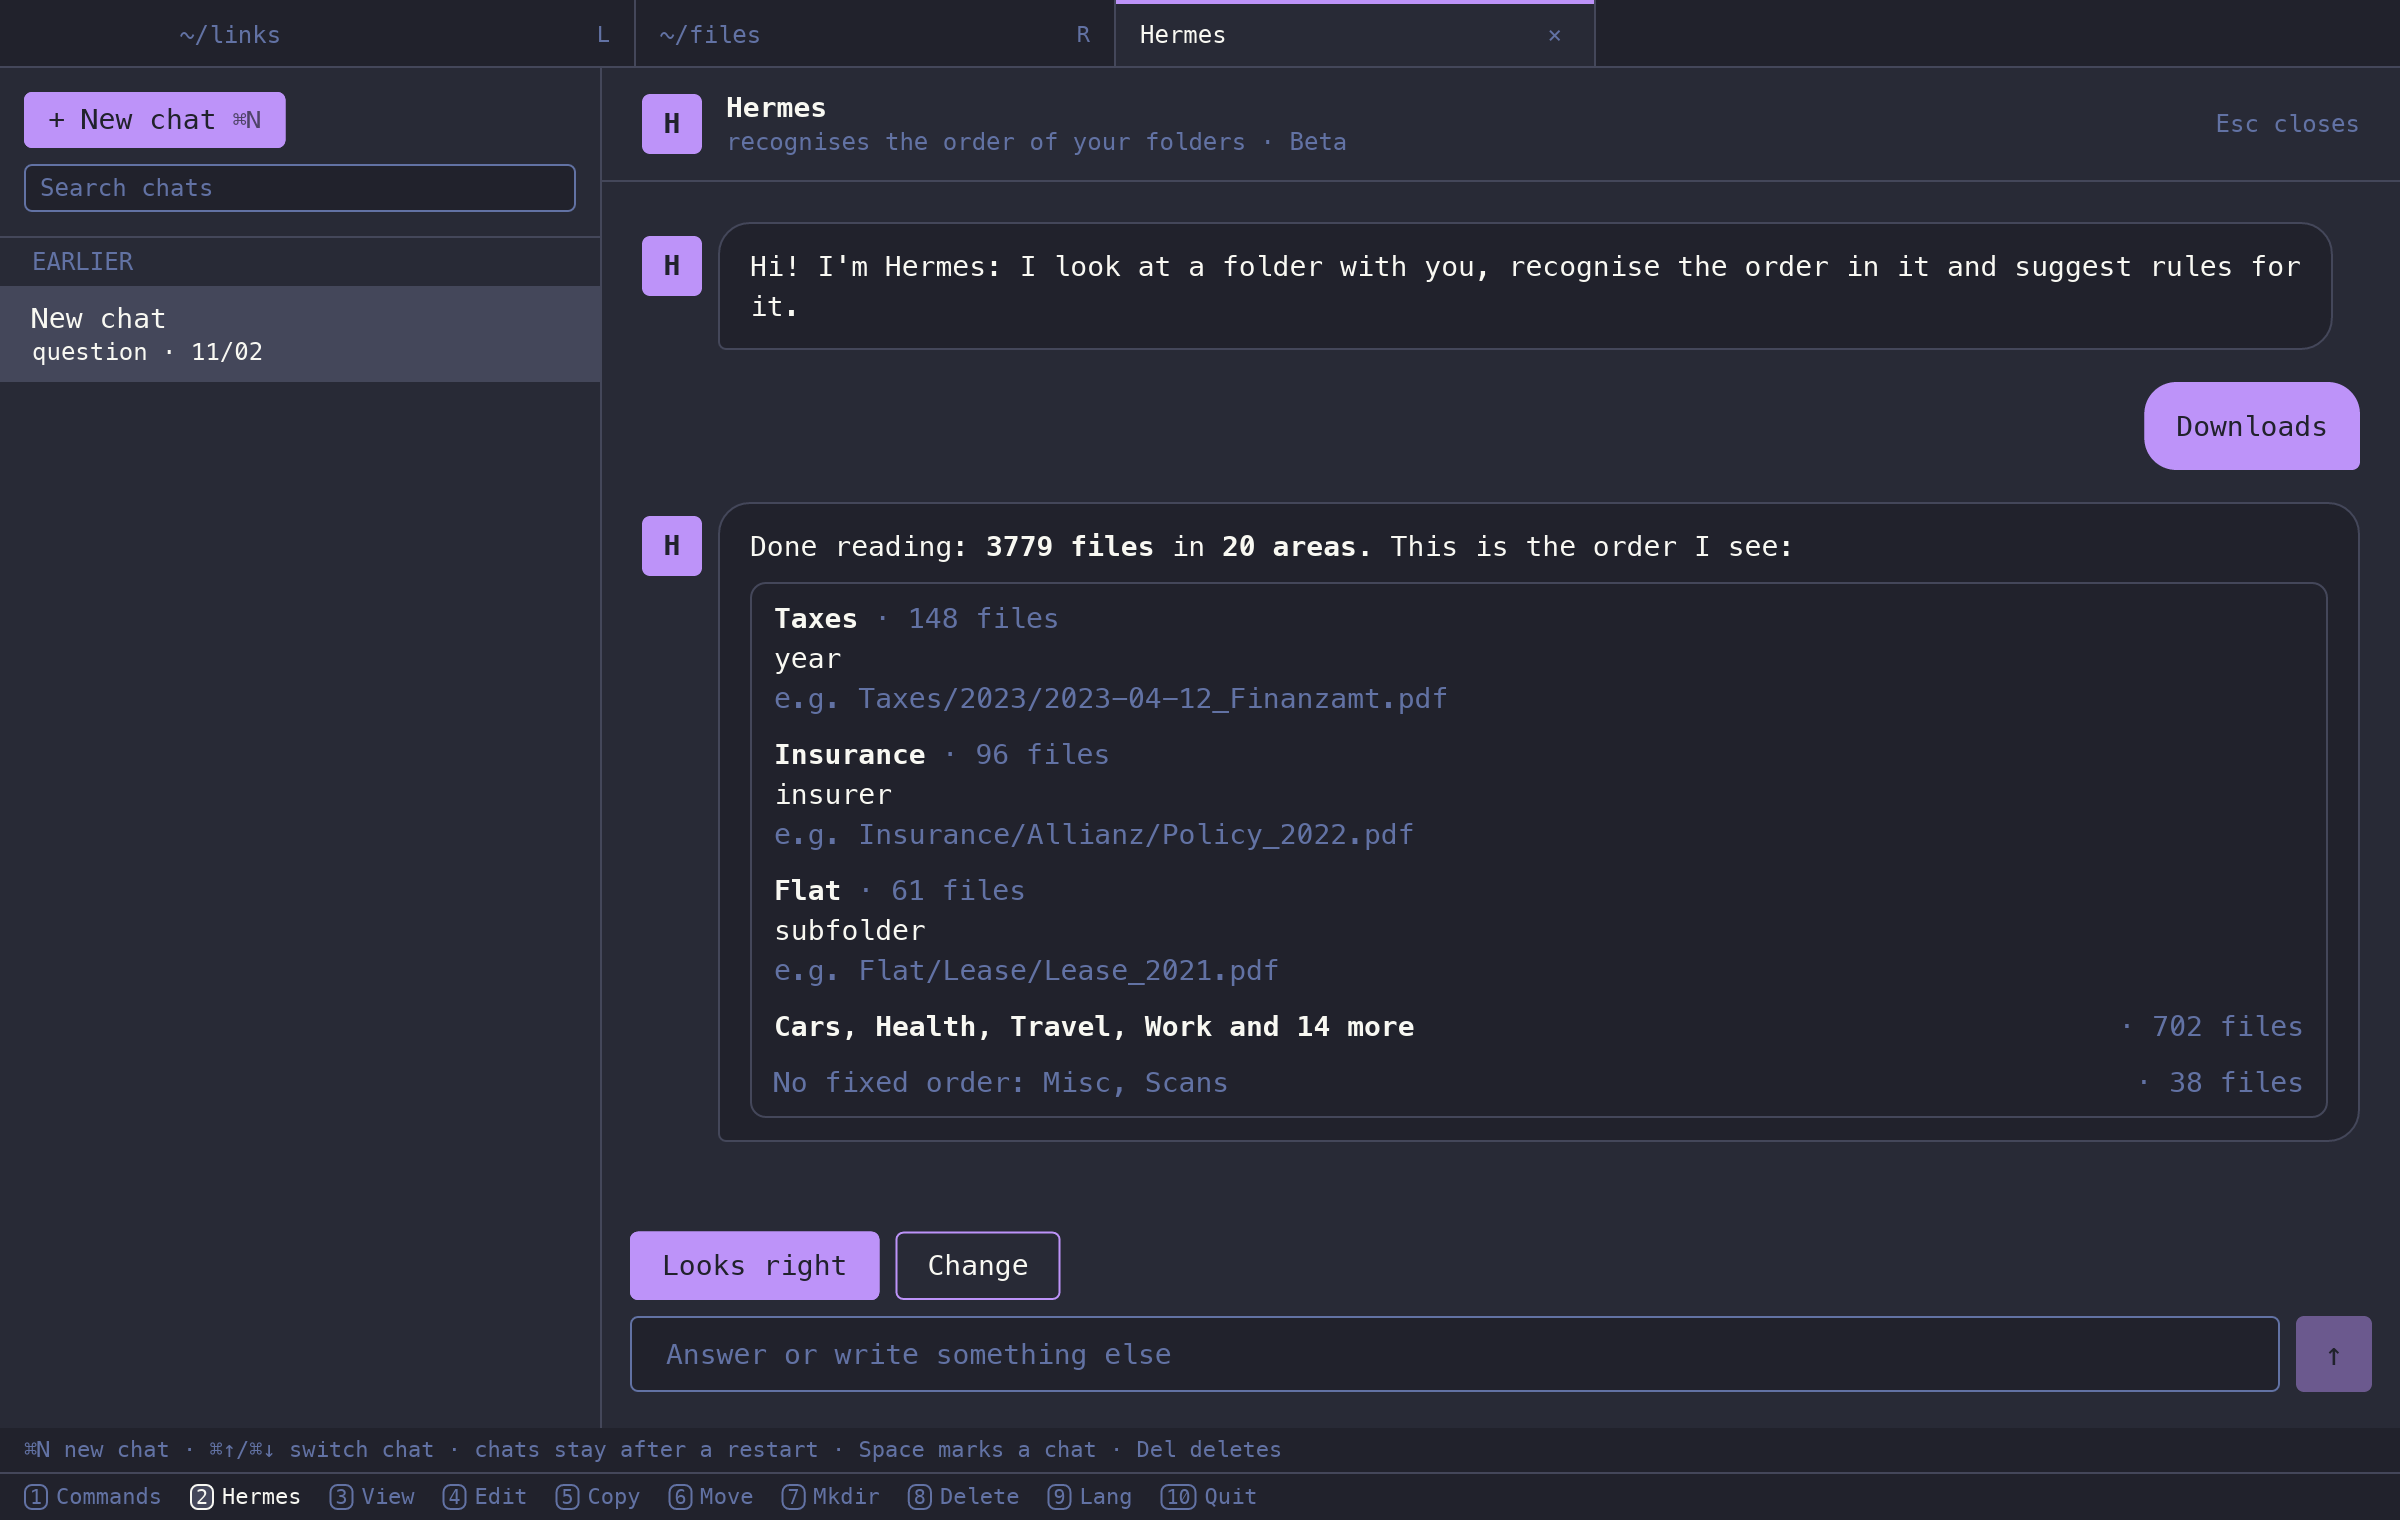 ~/links L ~/files R Hermes ×
+ New chat ⌘N
Search chats
EARLIER
New chat
question · 11/02
H Hermes
recognises the order of your folders · Beta
Esc closes
H Hi! I'm Hermes: I look at a folder with you, recognise the order in it and suggest rules for
it.
Downloads
H Done reading: 3779 files in 20 areas. This is the order I see:
Taxes · 148 files
year
e.g. Taxes/2023/2023−04−12_Finanzamt.pdf
Insurance · 96 files
insurer
e.g. Insurance/Allianz/Policy_2022.pdf
Flat · 61 files
subfolder
e.g. Flat/Lease/Lease_2021.pdf
Cars, Health, Travel, Work and 14 more · 702 files
No fixed order: Misc, Scans · 38 files
Looks right Change
Answer or write something else ↑
⌘N new chat · ⌘↑/⌘↓ switch chat · chats stay after a restart · Space marks a chat · Del deletes
1 Commands 2 Hermes 3 View 4 Edit 5 Copy 6 Move 7 Mkdir 8 Delete 9 Lang 10 Quit